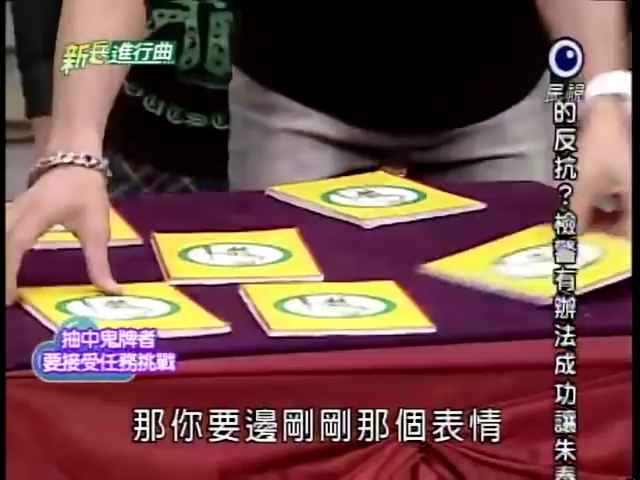 新兵進行曲
民視
的反抗?檢警有辦法成功讓朱
抽中鬼牌者
要接受任務挑戰
那你要邊剛剛那個表情